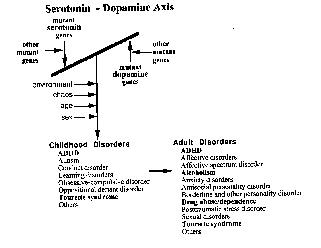 Serotonin - Dopamine Axis
mutant
serotonin
genes
other
mutant
genes
other
mutant
genes
mutant
dopamine
genes
environment
chaos
age
sex
Childhood Disorders
ADHD
Autism
Conduct disorder
Learning disorders
Obsessive-compulsive disorder
Oppositional defiant disorder
Tourette syndrome
Others
Adult Disorders
ADHD
Affective disorders
Affective spectrum disorder
Alcoholism
Anxiety disorders
Antisocial personality disorder
Borderline and other personality disorder
Drug abuse/dependence
Posttraumatic stress disorder
Sexual disorders
Tourette syndrome
Others